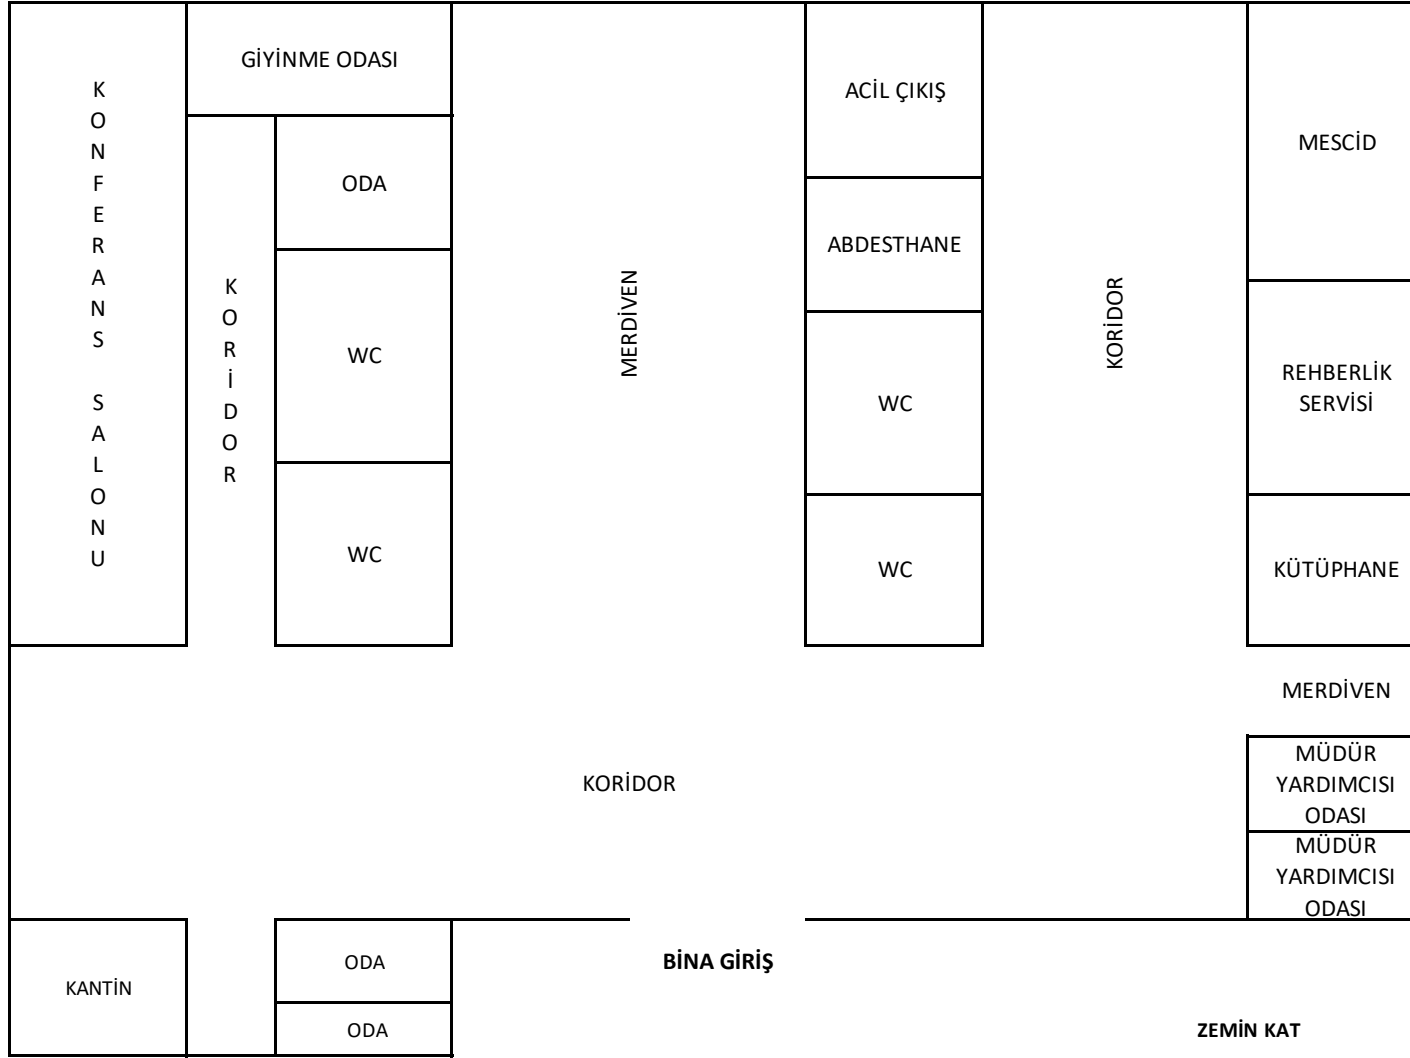 GİYİNME ODASI
KONFERANS SALONU
ACİL ÇIKIŞ
MESCİD
ODA
ABDESTHANE
KORİDOR
MERDİVEN
KORİDOR
WC
WC
REHBERLİK
SERVİSİ
WC
WC
KÜTÜPHANE
MERDİVEN
KORİDOR
MÜDÜR
YARDIMCISI
ODASI
MÜDÜR
YARDIMCISI
ODASI
KANTİN
ODA
BİNA GİRİŞ
ODA
ZEMİN KAT